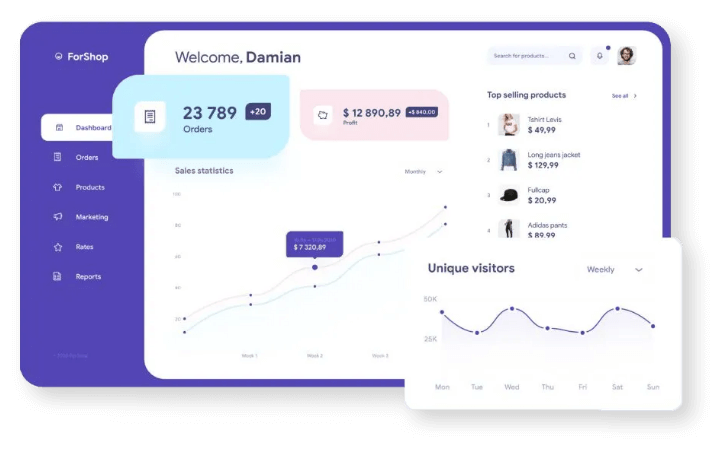 ForShop
Welcome, Damian
Search for products...
Dashboard
Orders
Products
Marketing
Rates
Reports
23 789 +20
Orders
$ 12 890,89 +$ 840,00
Profit
Sales statistics
Monthly
100
80
60
40
20
$ 7 320,89
Week 1
Week 2
Week 3
Top selling products
See all
1
Tshirt Levis
$ 49,99
2
Long jeans jacket
$ 129,99
3
Fullcap
$ 20,99
4
Adidas pants
$ 89,99
Unique visitors
Weekly
50K
25K
Mon Tue Wed Thu Fri Sat Sun